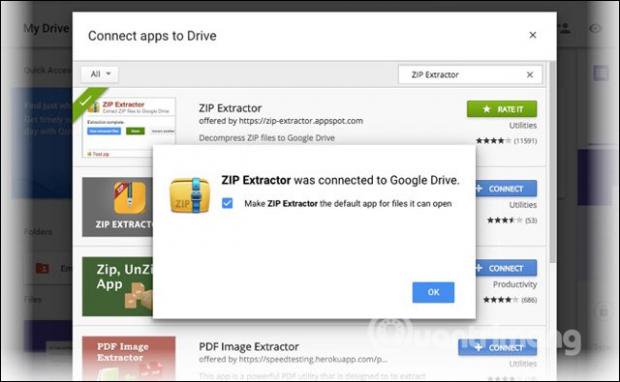 My Drive
Connect apps to Drive
×
All
ZIP Extractor
×
Quick Access
ZIP Extractor
Extract ZIP files to Google Drive
Extraction complete.
ZIP Extractor
offered by https://zip-extractor.appspot.com
Decompress ZIP files to Google Drive
RATE IT
Utilities
(11591)
ZIP Extractor was connected to Google Drive.
Make ZIP Extractor the default app for files it can open
ZIP
OK
ZIP EXTRACTOR
CONNECT
Utilities
(53)
Folders
Files
Zip, UnZi
App
CONNECT
Productivity
(686)
PDF Image
Extractor
PDF Image Extractor
offered by https://speedtesting.herokuapp.com/p...
This app is a powerful PDF utility that is designed to to extract
CONNECT
Utilities
Quantrimang